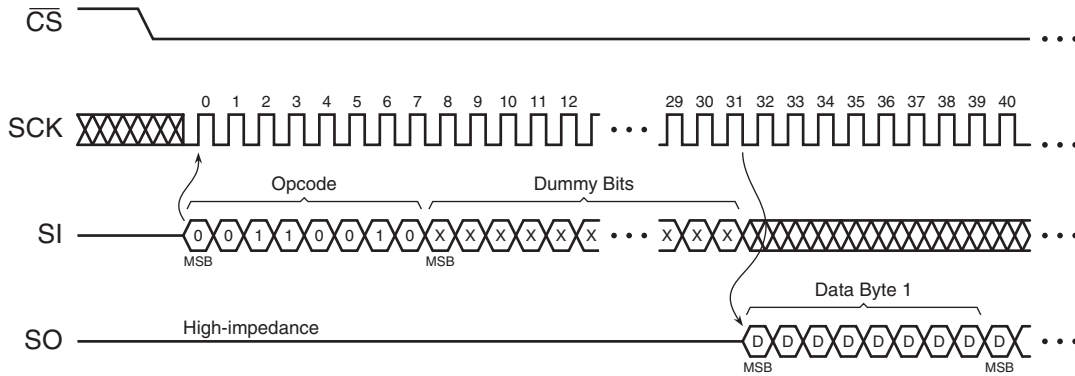 CS
0 1 2 3 4 5 6 7 8 9 10 11 12 29 30 31 32 33 34 35 36 37 38 39 40
SCK
Opcode Dummy Bits
SI 0 0 1 1 0 0 1 0 X X X X X X X X X
MSB MSB
Data Byte 1
High-impedance
SO D D D D D D D D D
MSB MSB